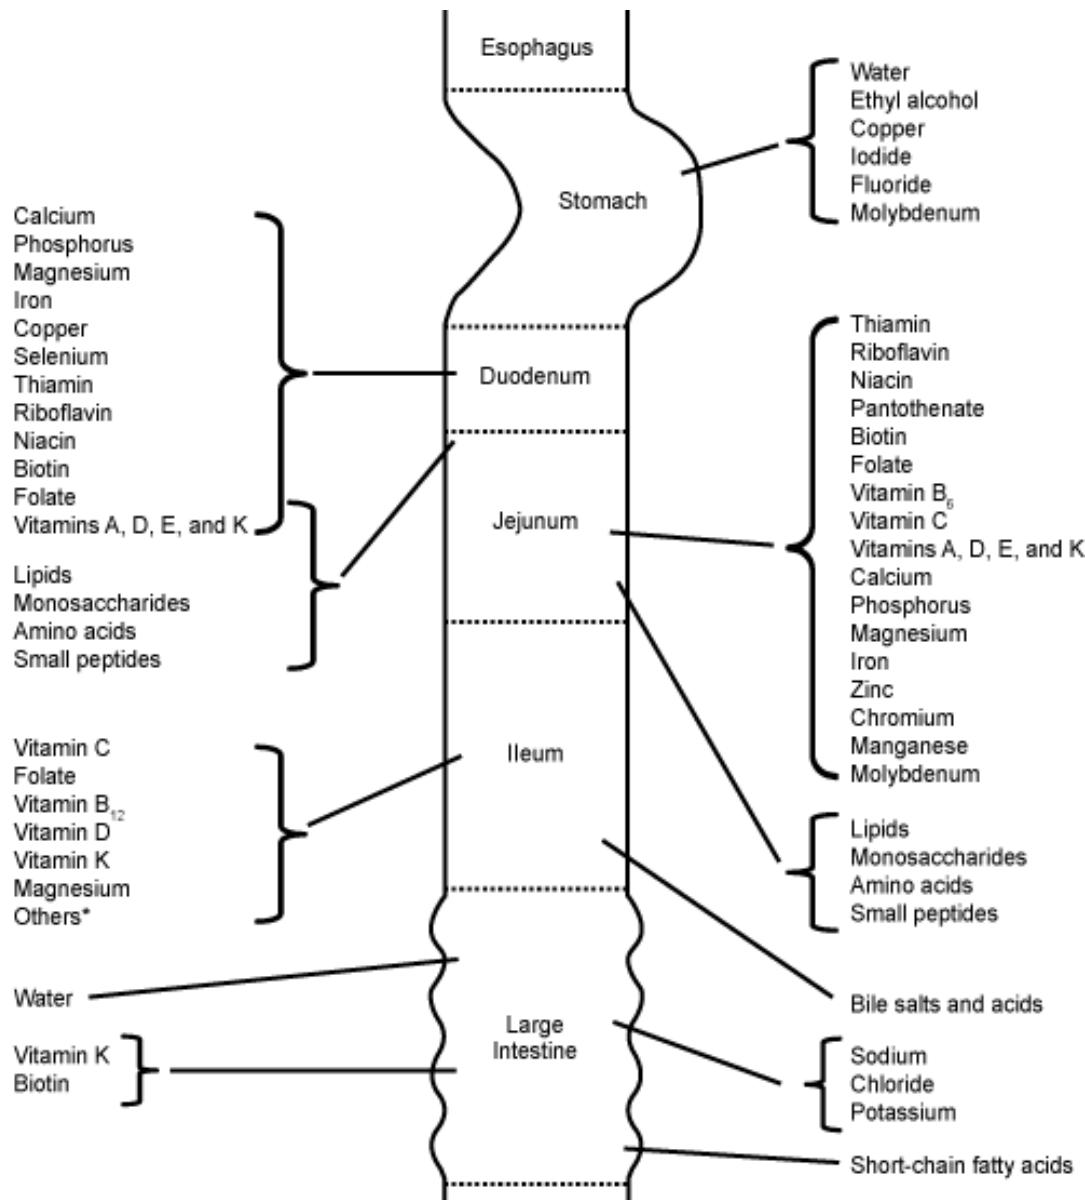 Esophagus
Stomach
Water
Ethyl alcohol
Copper
Iodide
Fluoride
Molybdenum
Calcium
Phosphorus
Magnesium
Iron
Copper
Selenium
Thiamin
Riboflavin
Niacin
Biotin
Folate
Vitamins A, D, E, and K
Lipids
Monosaccharides
Amino acids
Small peptides
Duodenum
Jejunum
Thiamin
Riboflavin
Niacin
Pantothenate
Biotin
Folate
Vitamin B₆
Vitamin C
Vitamins A, D, E, and K
Calcium
Phosphorus
Magnesium
Iron
Zinc
Chromium
Manganese
Molybdenum
Lipids
Monosaccharides
Amino acids
Small peptides
Vitamin C
Folate
Vitamin B₁₂
Vitamin D
Vitamin K
Magnesium
Others*
Ileum
Bile salts and acids
Water
Vitamin K
Biotin
Large
Intestine
Sodium
Chloride
Potassium
Short-chain fatty acids